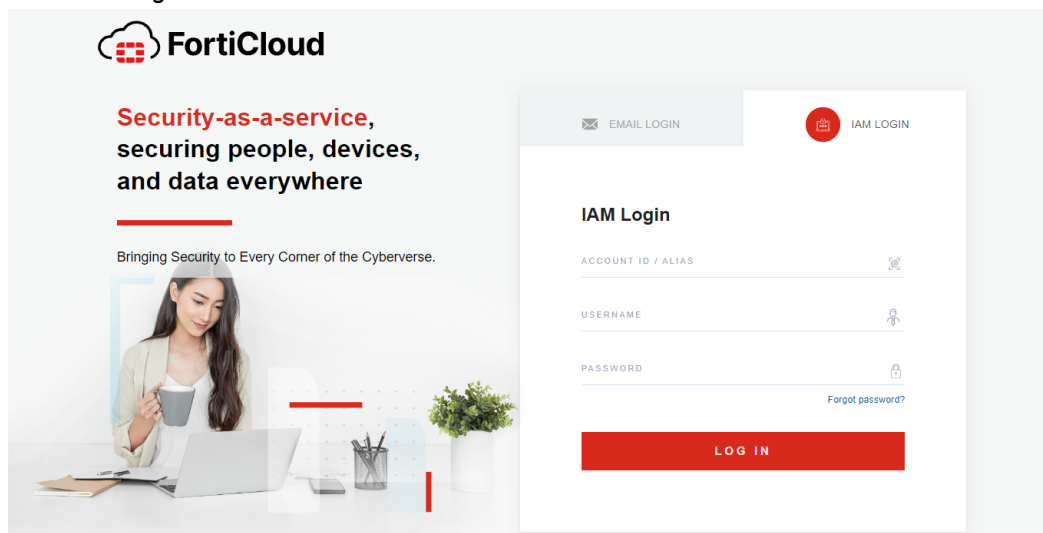 FortiCloud
Security-as-a-service,
securing people, devices,
and data everywhere
Bringing Security to Every Corner of the Cyberverse.
EMAIL LOGIN
IAM LOGIN
IAM Login
ACCOUNT ID / ALIAS
USERNAME
PASSWORD
Forgot password?
LOG IN